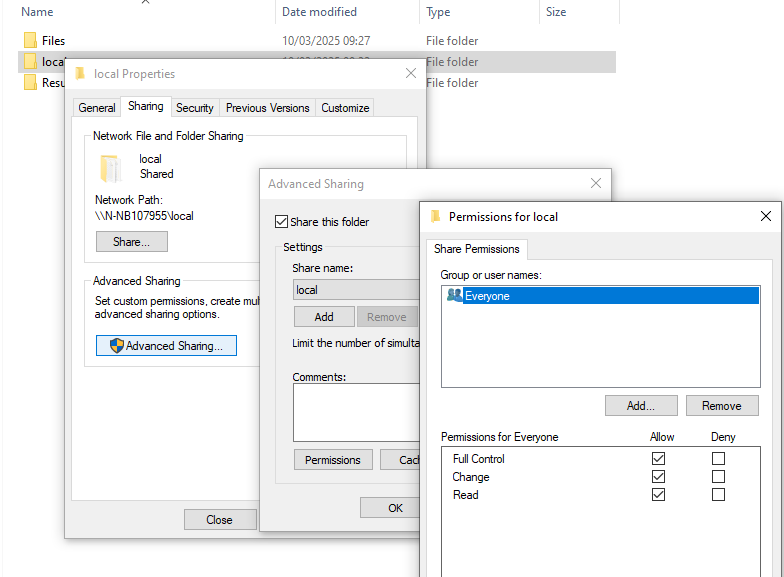 Name Date modified Type Size
Files 10/03/2025 09:27 File folder
local File folder
File folder
local Properties
General Sharing Security Previous Versions Customize
Network File and Folder Sharing
local
Shared
Network Path:
\\N-NB107955\local
Share...
Advanced Sharing
Set custom permissions, create mul
advanced sharing options.
Advanced Sharing...
Close
Advanced Sharing
Share this folder
Settings
Share name:
local
Add Remove
Limit the number of simulta
Comments:
Permissions Cach
OK
Permissions for local
Share Permissions
Group or user names:
Everyone
Add... Remove
Permissions for Everyone Allow Deny
Full Control
Change
Read